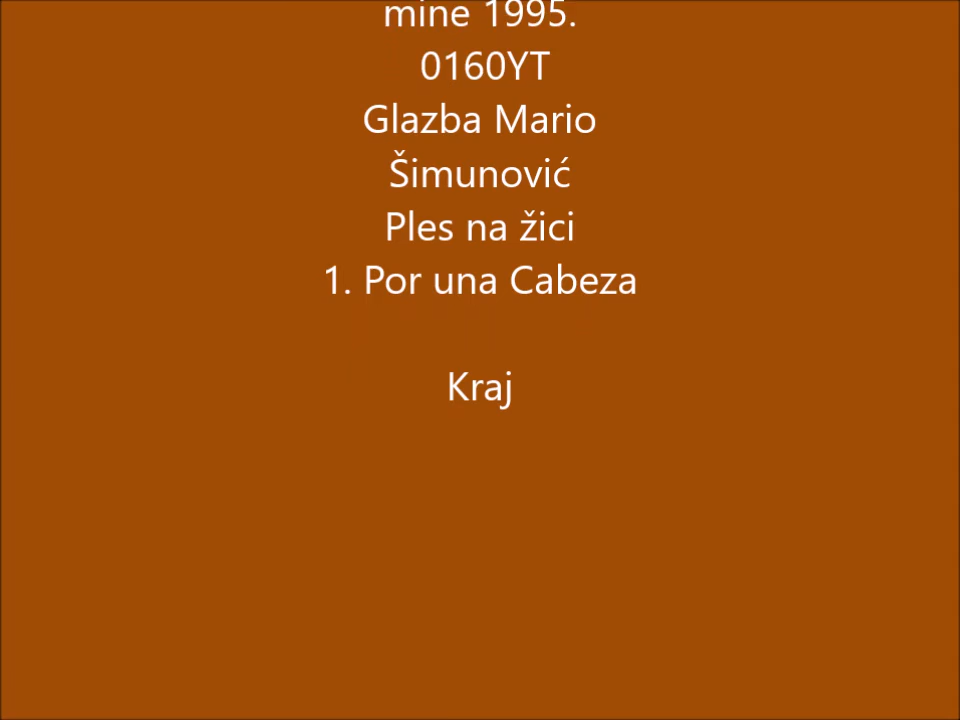 mine 1995.
0160YT
Glazba Mario
Šimunović
Ples na žici
1. Por una Cabeza
Kraj